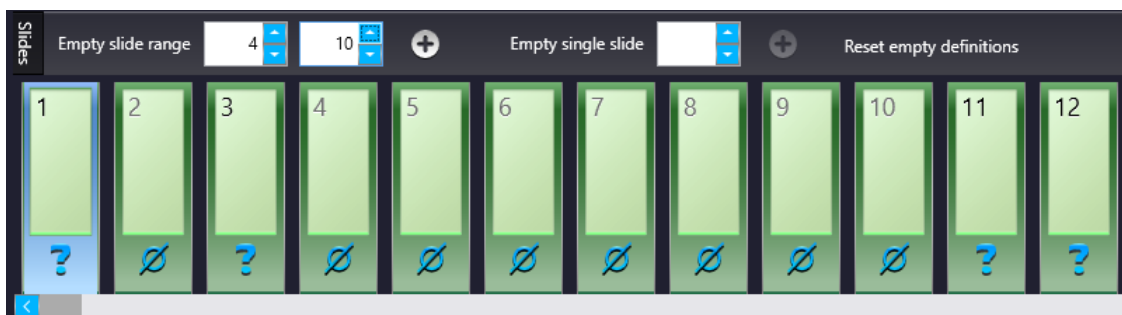 Slides
Empty slide range 4 10 Empty single slide Reset empty definitions
1 2 3 4 5 6 7 8 9 10 11 12
? Ø ? Ø Ø Ø Ø Ø Ø Ø ? ?